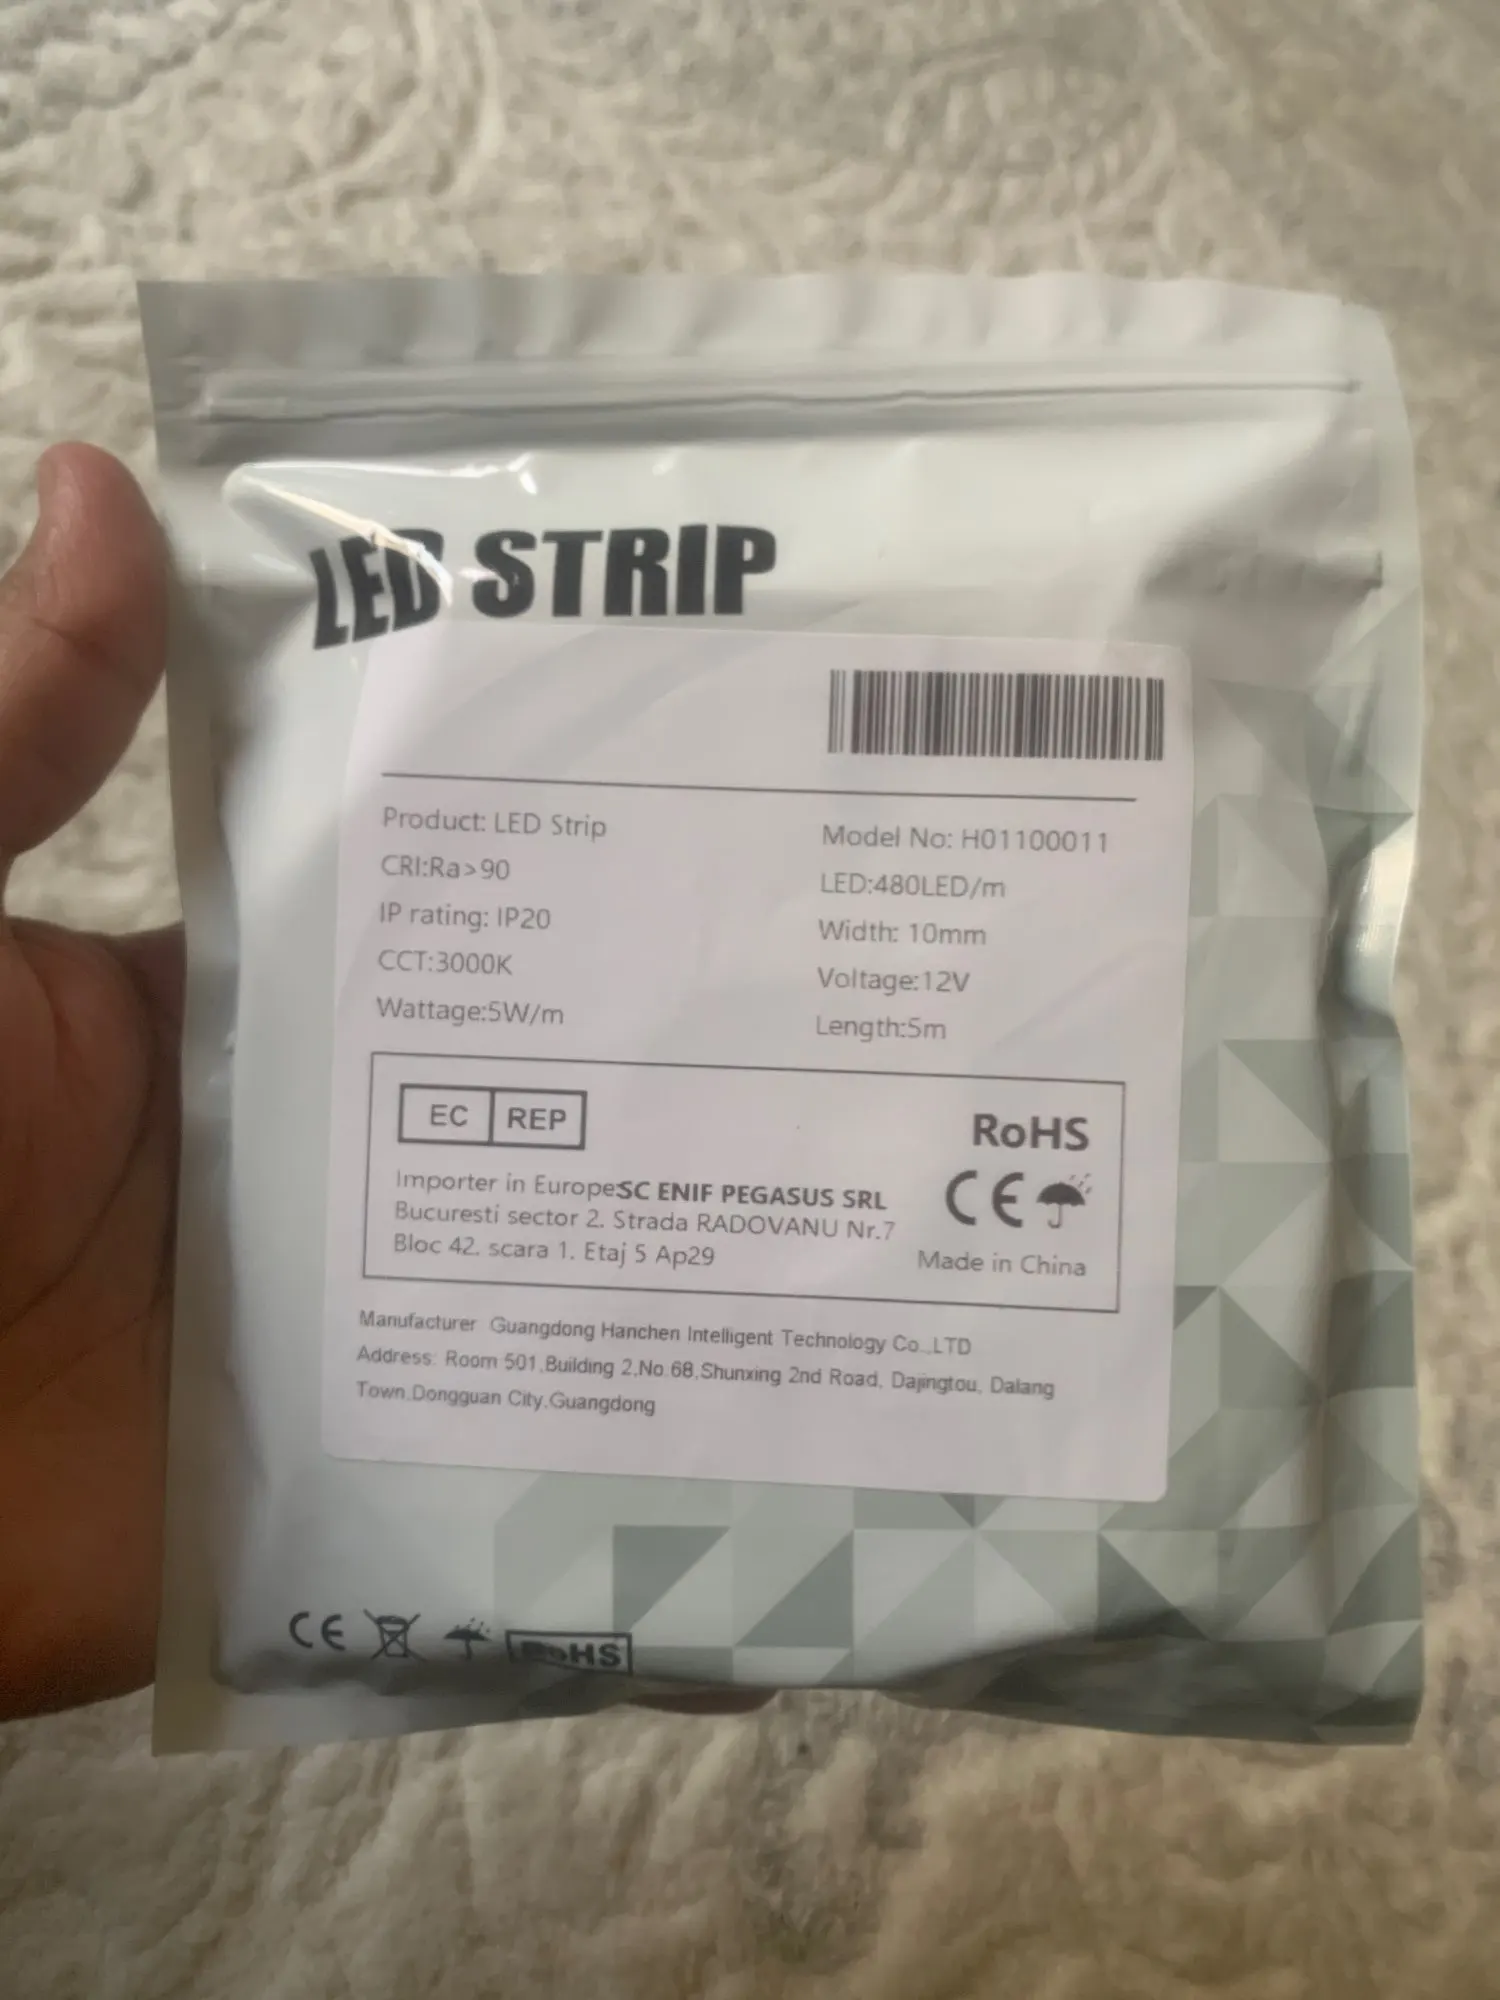 LED STRIP
Product: LED Strip
Model No: H01100011
CRI:Ra>90
LED:480LED/m
IP rating: IP20
Width: 10mm
CCT:3000K
Voltage:12V
Wattage:5W/m
Length:5m
EC REP
RoHS
Importer in EuropeSC ENIF PEGASUS SRL
Bucuresti sector 2. Strada RADOVANU Nr.7
Bloc 42. scara 1. Etaj 5 Ap29
CE
Made in China
Manufacturer Guangdong Hanchen Intelligent Technology Co.,LTD
Address: Room 501,Building 2,No.68,Shunxing 2nd Road, Dajingtou, Dalang
Town,Dongguan City,Guangdong
CE RoHS